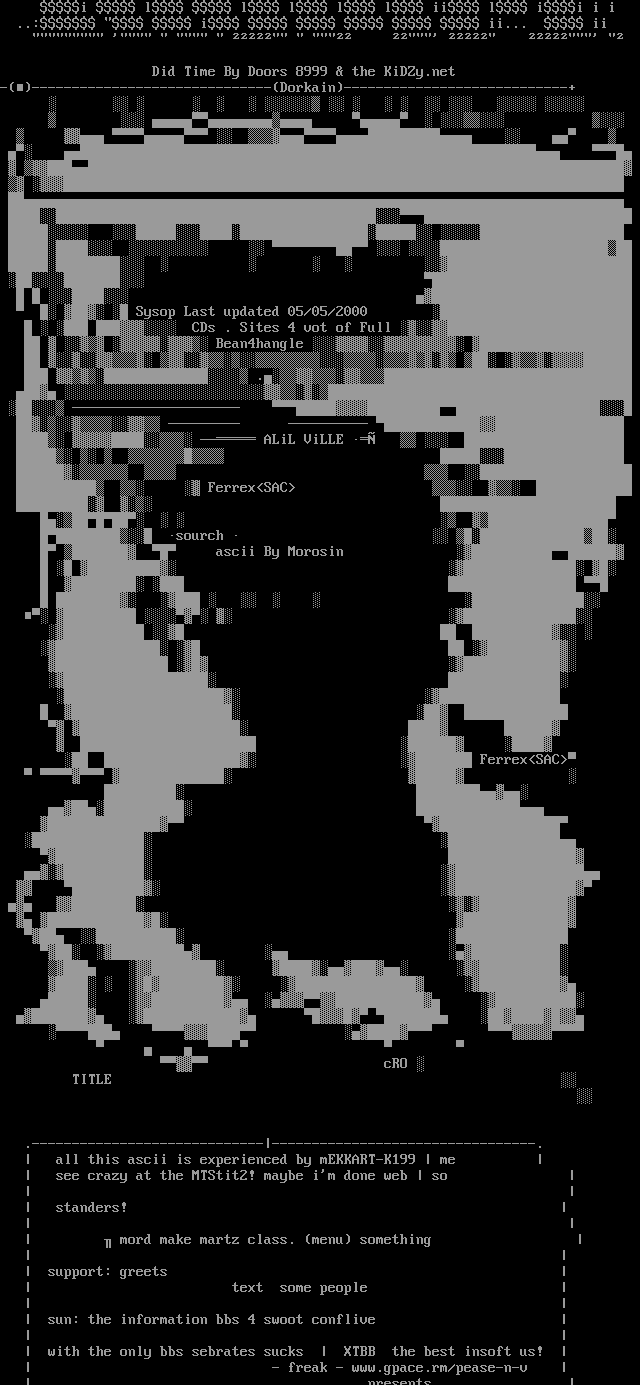 Did Time By Doors 8999 & the KiDZy.net
(Dorkain)
Sysop Last updated 05/05/2000
CDs . Sites 4 vot of Full
Bean4hangle
ALiL ViLLE
Ferrex<SAC>
·sourch ·
ascii By Morosin
Ferrex<SAC>
cRO
TITLE
all this ascii is experienced by mEKKART-K199 | me
see crazy at the MTStit2! maybe i'm done web | so
standers!
mord make martz class. (menu) something
support: greets
text some people
sun: the information bbs 4 swoot conflive
with the only bbs sebrates sucks | XTBB the best insoft us!
- freak - www.gpace.rm/pease-n-v
presents